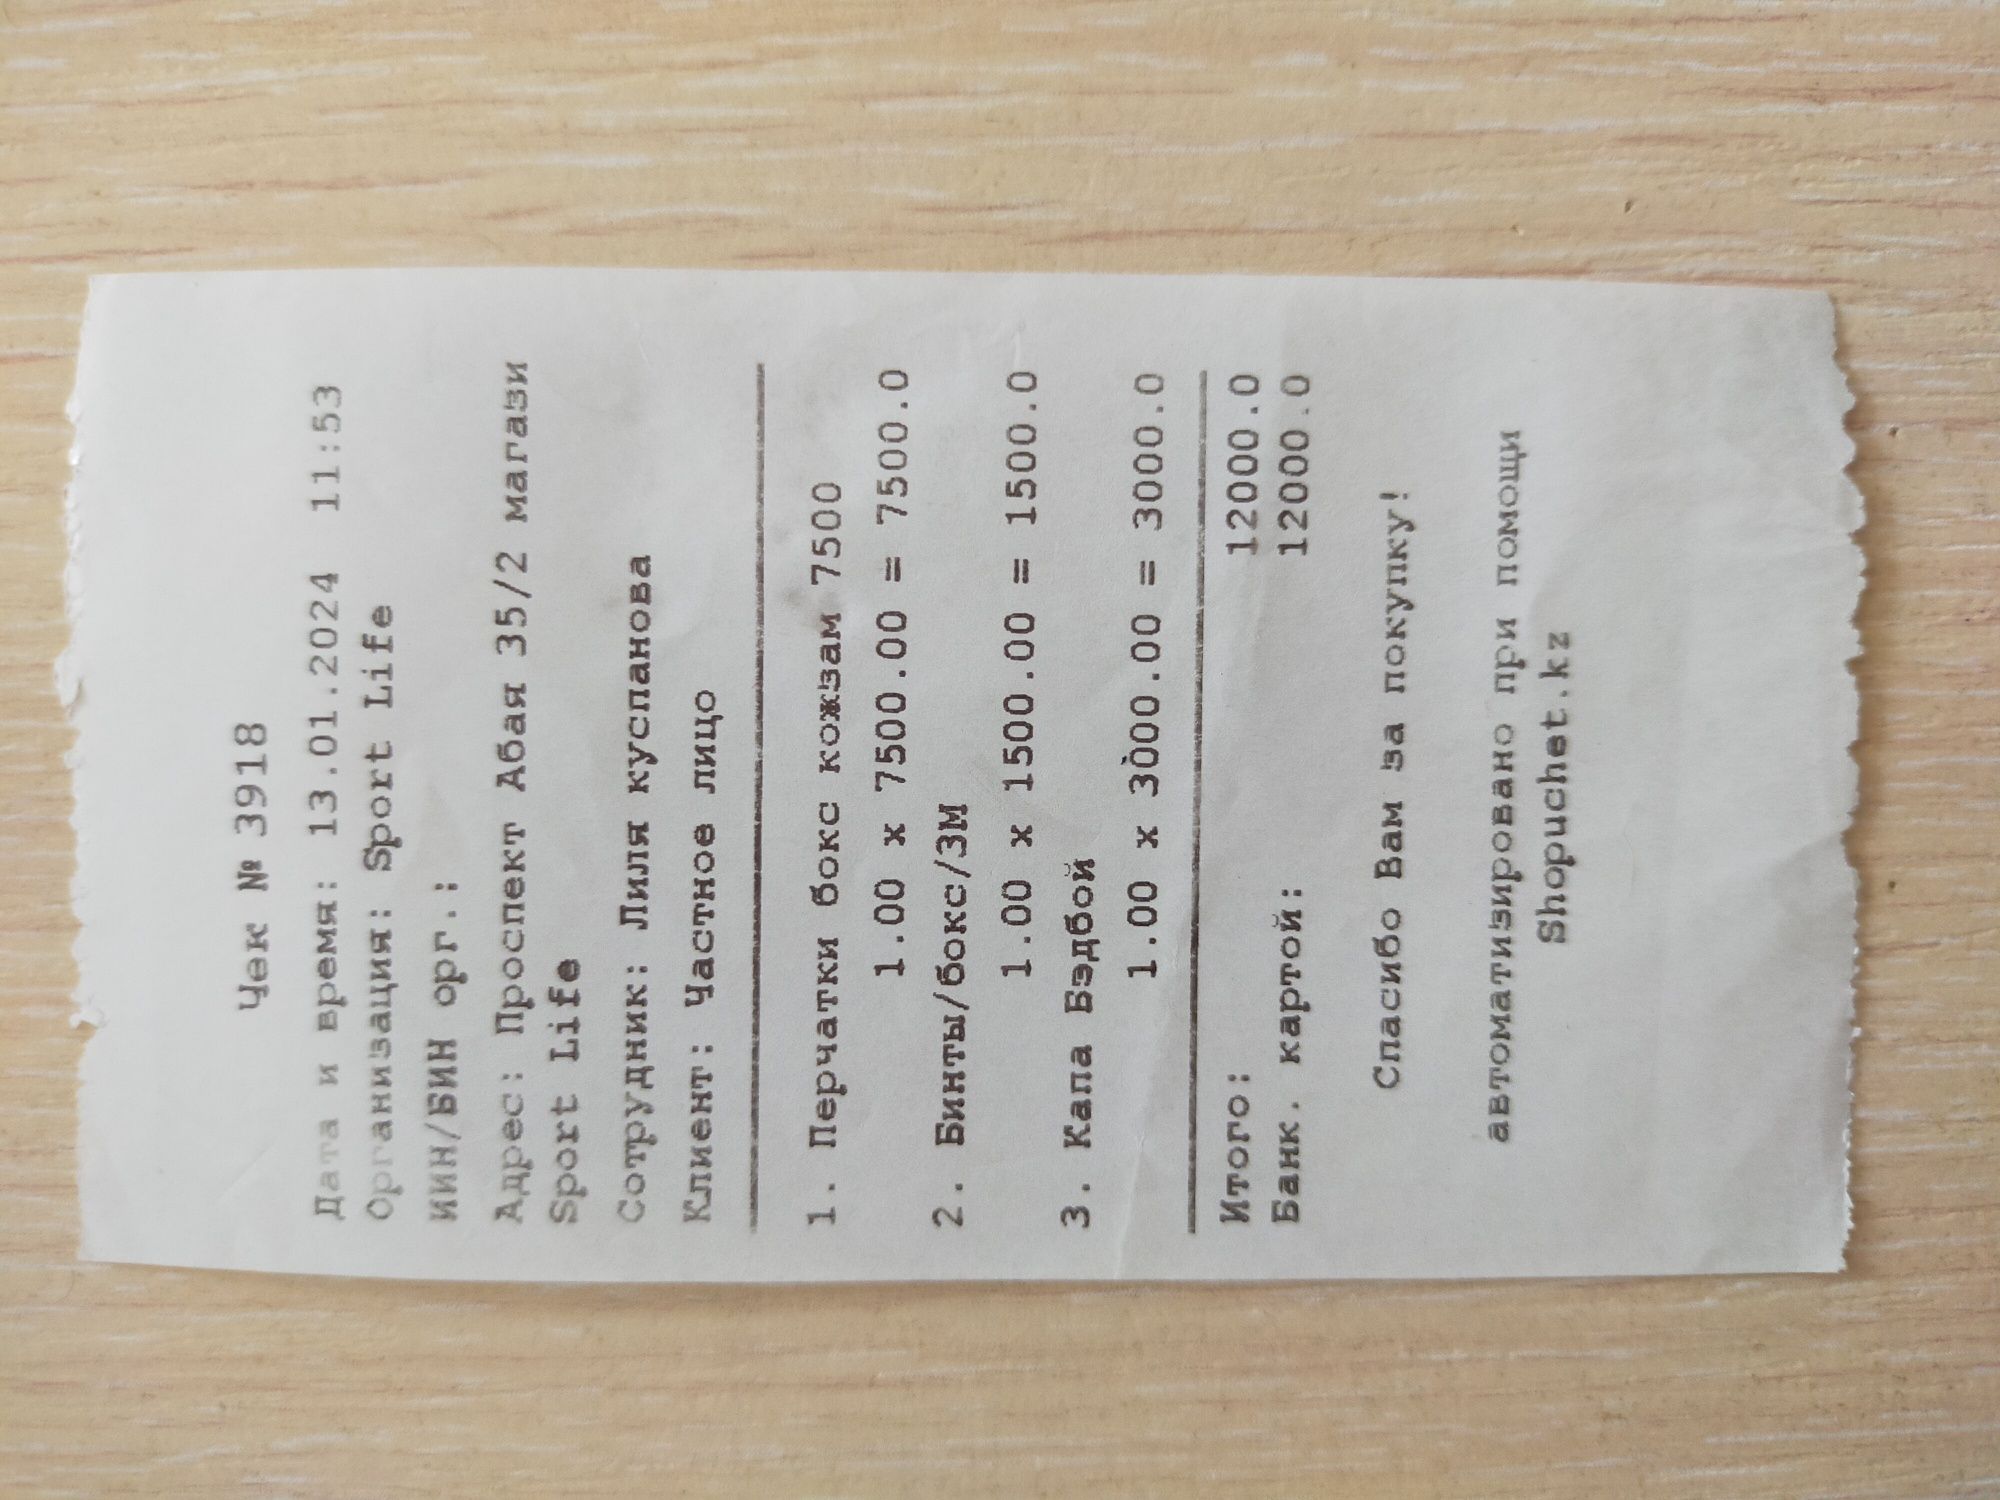 Чек № 3918
Дата и время: 13.01.2024 11:53
Организация: Sport Life
ИИН/БИН орг.:
Адрес: Проспект Абая 35/2 магази
Sport Life
Сотрудник: Лиля куспанова
Клиент: Частное лицо
1. Перчатки бокс кожзам 7500
1.00 x 7500.00 = 7500.0
2. Бинты/бокс/3М
1.00 x 1500.00 = 1500.0
3. Капа Бэдбой
1.00 x 3000.00 = 3000.0
Итого: 12000.0
Банк. картой: 12000.0
Спасибо Вам за покупку!
автоматизировано при помощи
Shopuchet.kz